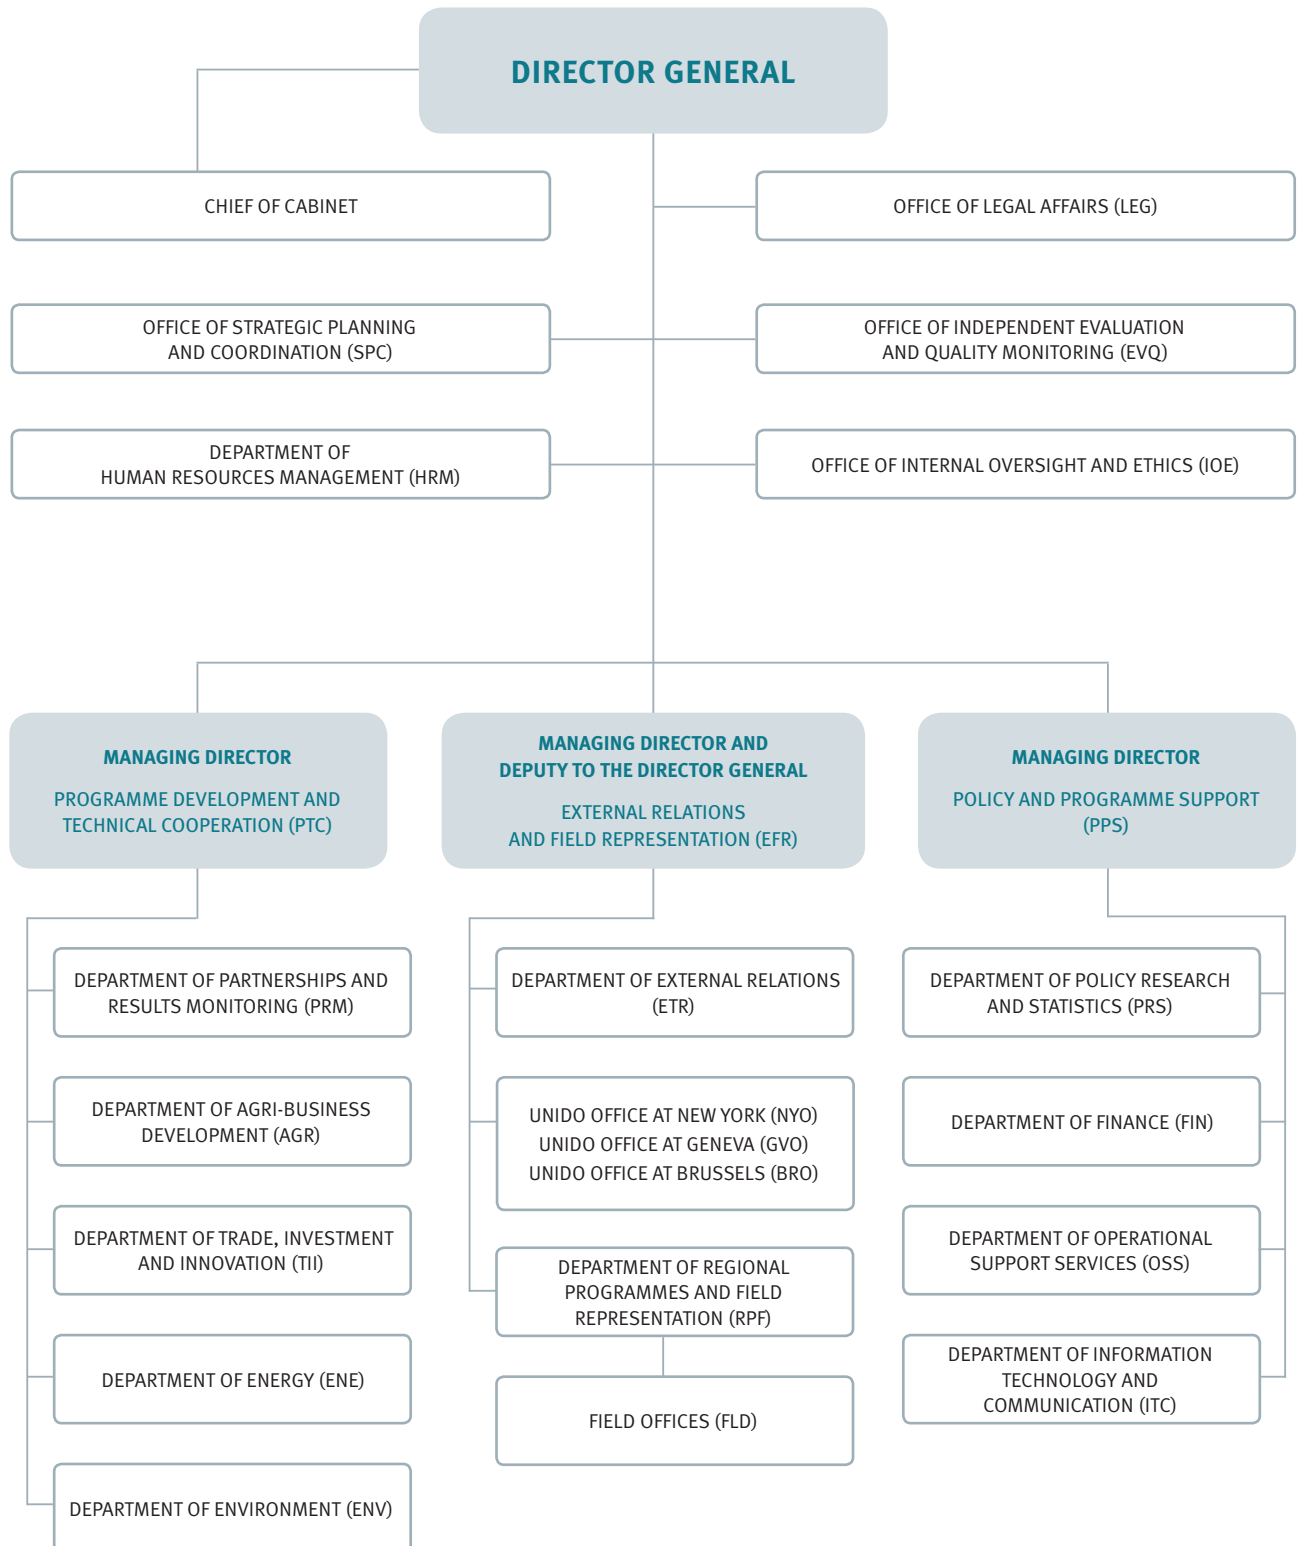 DIRECTOR GENERAL
CHIEF OF CABINET
OFFICE OF LEGAL AFFAIRS (LEG)
OFFICE OF STRATEGIC PLANNING
AND COORDINATION (SPC)
OFFICE OF INDEPENDENT EVALUATION
AND QUALITY MONITORING (EVQ)
DEPARTMENT OF
HUMAN RESOURCES MANAGEMENT (HRM)
OFFICE OF INTERNAL OVERSIGHT AND ETHICS (IOE)
MANAGING DIRECTOR
PROGRAMME DEVELOPMENT AND
TECHNICAL COOPERATION (PTC)
MANAGING DIRECTOR AND
DEPUTY TO THE DIRECTOR GENERAL
EXTERNAL RELATIONS
AND FIELD REPRESENTATION (EFR)
MANAGING DIRECTOR
POLICY AND PROGRAMME SUPPORT
(PPS)
DEPARTMENT OF PARTNERSHIPS AND
RESULTS MONITORING (PRM)
DEPARTMENT OF AGRI-BUSINESS
DEVELOPMENT (AGR)
DEPARTMENT OF TRADE, INVESTMENT
AND INNOVATION (TII)
DEPARTMENT OF ENERGY (ENE)
DEPARTMENT OF ENVIRONMENT (ENV)
DEPARTMENT OF EXTERNAL RELATIONS
(ETR)
UNIDO OFFICE AT NEW YORK (NYO)
UNIDO OFFICE AT GENEVA (GVO)
UNIDO OFFICE AT BRUSSELS (BRO)
DEPARTMENT OF REGIONAL
PROGRAMMES AND FIELD
REPRESENTATION (RPF)
FIELD OFFICES (FLD)
DEPARTMENT OF POLICY RESEARCH
AND STATISTICS (PRS)
DEPARTMENT OF FINANCE (FIN)
DEPARTMENT OF OPERATIONAL
SUPPORT SERVICES (OSS)
DEPARTMENT OF INFORMATION
TECHNOLOGY AND
COMMUNICATION (ITC)